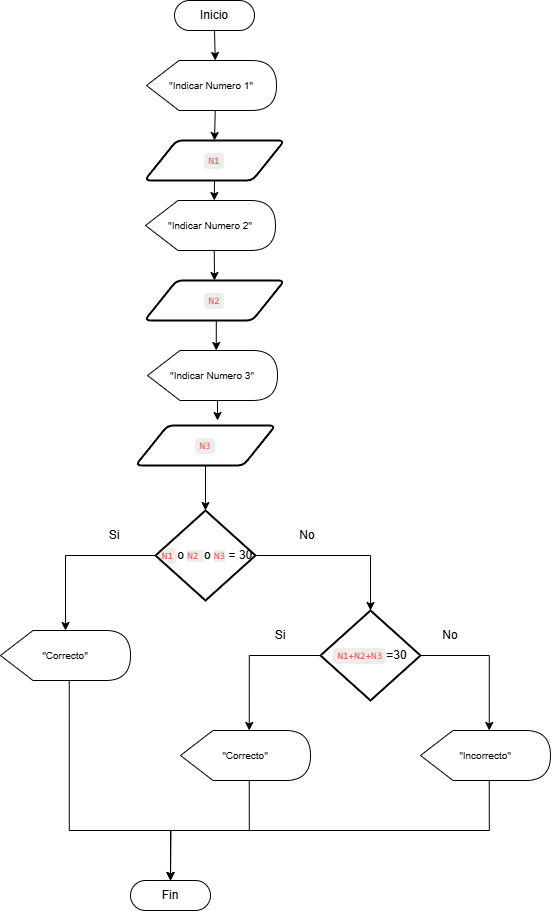 Inicio
"Indicar Numero 1"
N1
"Indicar Numero 2"
N2
"Indicar Numero 3"
N3
Si
No
N1 o N2 o N3 = 30
Si
No
"Correcto"
N1+N2+N3 =30
"Correcto"
"Incorrecto"
Fin